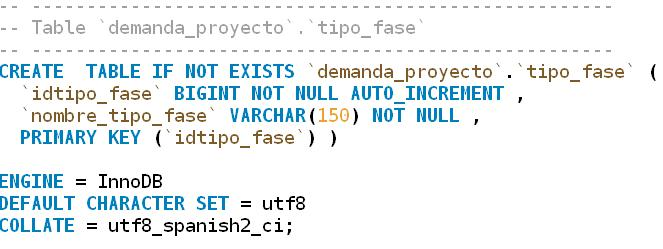 -- -----------------------------------------------------
-- Table `demanda_proyecto`.`tipo_fase`
-- -----------------------------------------------------
CREATE  TABLE IF NOT EXISTS `demanda_proyecto`.`tipo_fase` (
  `idtipo_fase` BIGINT NOT NULL AUTO_INCREMENT ,
  `nombre_tipo_fase` VARCHAR(150) NOT NULL ,
  PRIMARY KEY (`idtipo_fase`) )

ENGINE = InnoDB
DEFAULT CHARACTER SET = utf8
COLLATE = utf8_spanish2_ci;